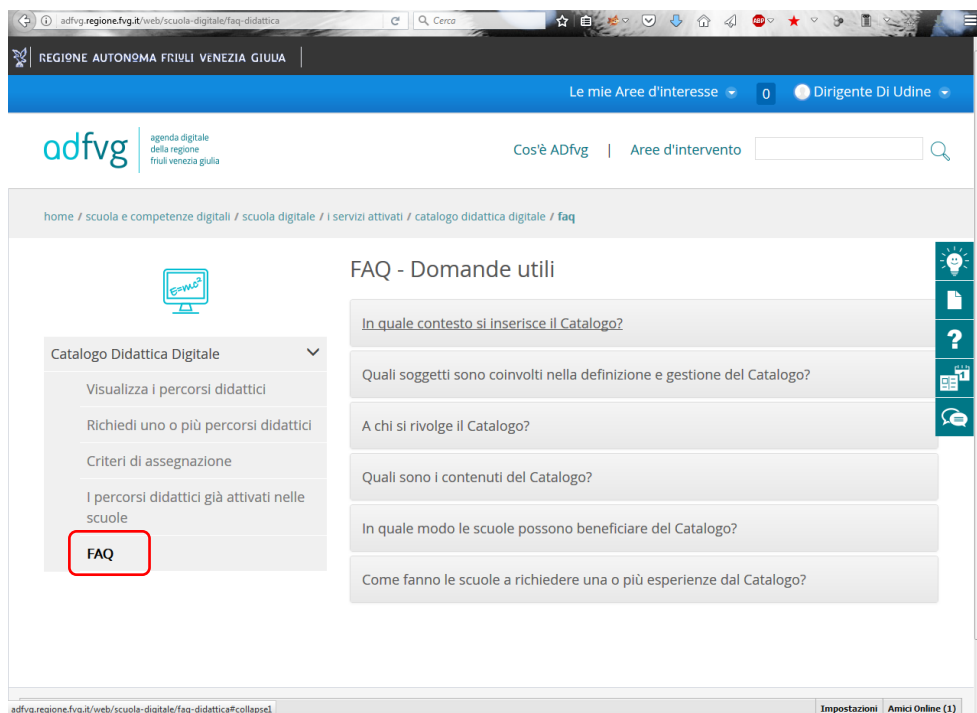 adfvg.regione.fvg.it/web/scuola-digitale/faq-didattica
Cerca
ABP
REGIONE AUTONOMA FRIULI VENEZIA GIULIA
Le mie Aree d'interesse
0
Dirigente Di Udine
adfvg
agenda digitale
della regione
friuli venezia giulia
Cos'è ADfvg | Aree d'intervento
home / scuola e competenze digitali / scuola digitale / i servizi attivati / catalogo didattica digitale / faq
E=mc²
Catalogo Didattica Digitale
Visualizza i percorsi didattici
Richiedi uno o più percorsi didattici
Criteri di assegnazione
I percorsi didattici già attivati nelle
scuole
FAQ
FAQ - Domande utili
In quale contesto si inserisce il Catalogo?
Quali soggetti sono coinvolti nella definizione e gestione del Catalogo?
A chi si rivolge il Catalogo?
Quali sono i contenuti del Catalogo?
In quale modo le scuole possono beneficiare del Catalogo?
Come fanno le scuole a richiedere una o più esperienze dal Catalogo?
?
1
adfvg.regione.fvg.it/web/scuola-digitale/faq-didattica#collapse1
Impostazioni
Amici Online (1)